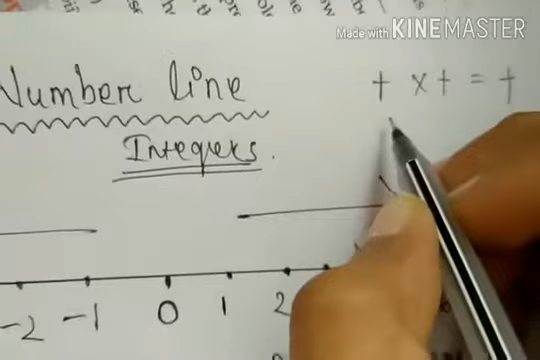 Made with KINEMASTER
Number line
+ x + = +
Integers.
-2 -1 0 1 2